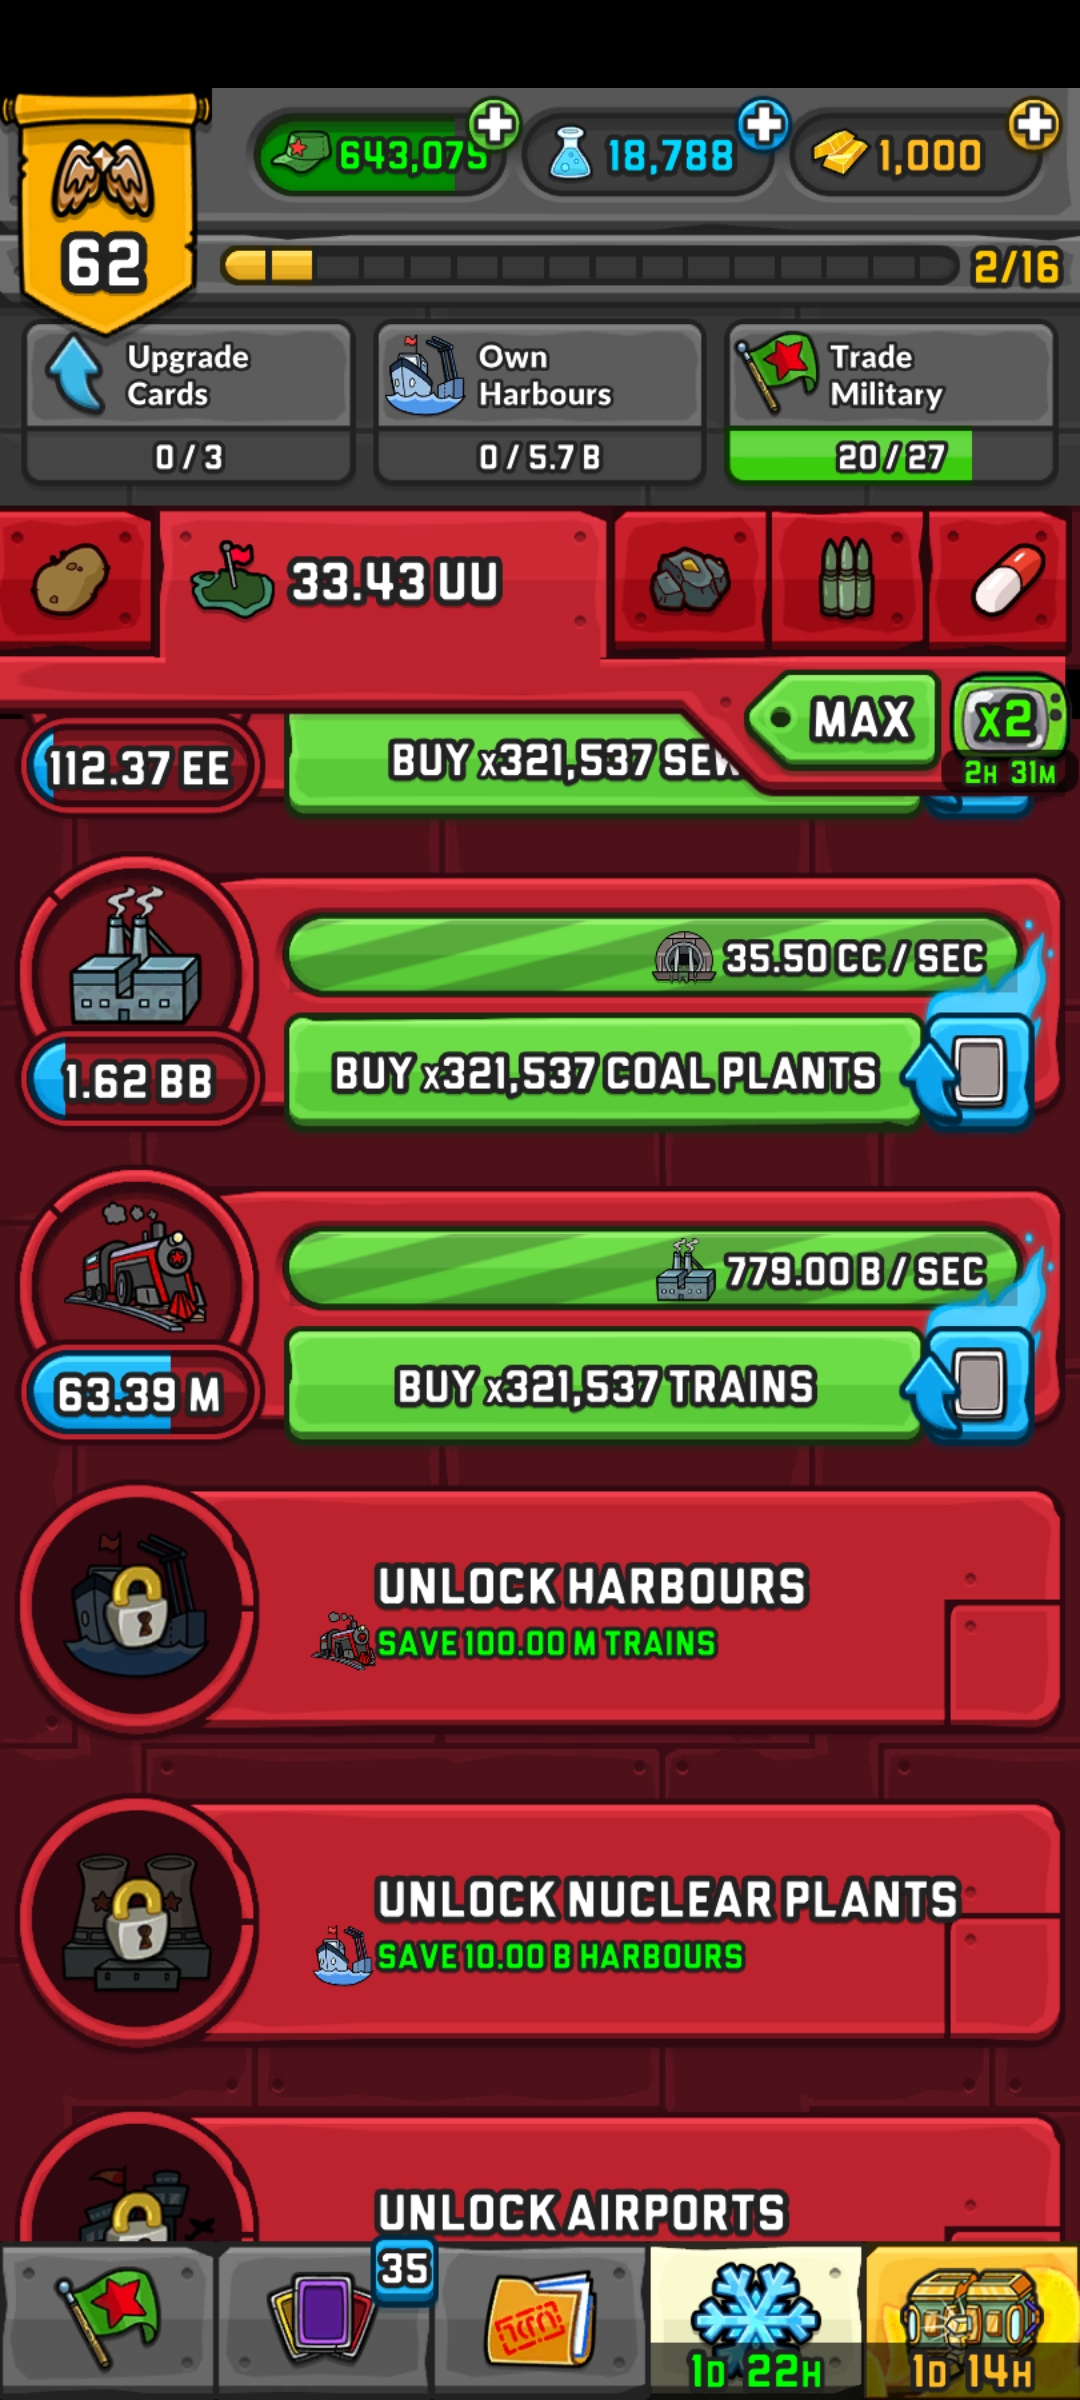 643,075
18,788
1,000
62
2/16
Upgrade
Cards
0 / 3
Own
Harbours
0 / 5.7 B
Trade
Military
20 / 27
33.43 UU
MAX
x2
2H 31M
112.37 EE
BUY x321,537
35.50 CC / SEC
1.62 BB
BUY x321,537 COAL PLANTS
779.00 B / SEC
63.39 M
BUY x321,537 TRAINS
UNLOCK HARBOURS
SAVE 100.00 M TRAINS
UNLOCK NUCLEAR PLANTS
SAVE 10.00 B HARBOURS
UNLOCK AIRPORTS
35
1D 22H
1D 14H